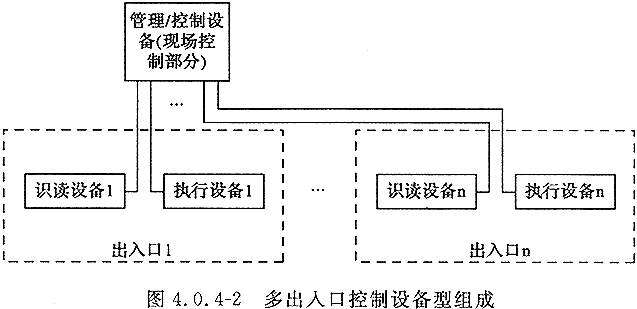 管理/控制设
备(现场控
制部分)
...
识读设备1
执行设备1
...
识读设备n
执行设备n
出入口1
出入口n
图 4.0.4-2 多出入口控制设备型组成